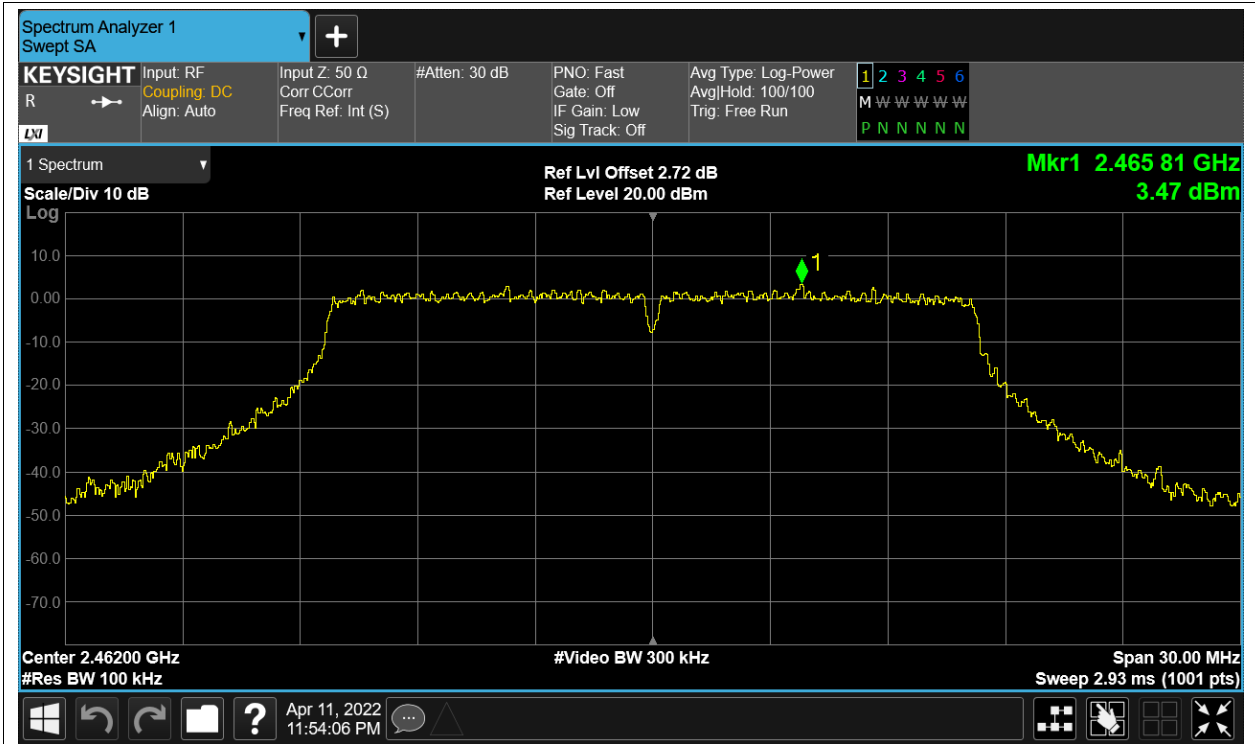 Spectrum Analyzer 1
Swept SA
+
KEYSIGHT
R
LXI
Input: RF
Coupling: DC
Align: Auto
Input Z: 50 Ω
Corr CCorr
Freq Ref: Int (S)
#Atten: 30 dB
PNO: Fast
Gate: Off
IF Gain: Low
Sig Track: Off
Avg Type: Log-Power
Avg|Hold: 100/100
Trig: Free Run
1 2 3 4 5 6
M W W W W W
P N N N N N
1 Spectrum
Scale/Div 10 dB
Ref Lvl Offset 2.72 dB
Ref Level 20.00 dBm
Mkr1 2.465 81 GHz
3.47 dBm
Log
10.0
0.00
-10.0
-20.0
-30.0
-40.0
-50.0
-60.0
-70.0
1
Center 2.46200 GHz
#Res BW 100 kHz
#Video BW 300 kHz
Span 30.00 MHz
Sweep 2.93 ms (1001 pts)
?
Apr 11, 2022
11:54:06 PM